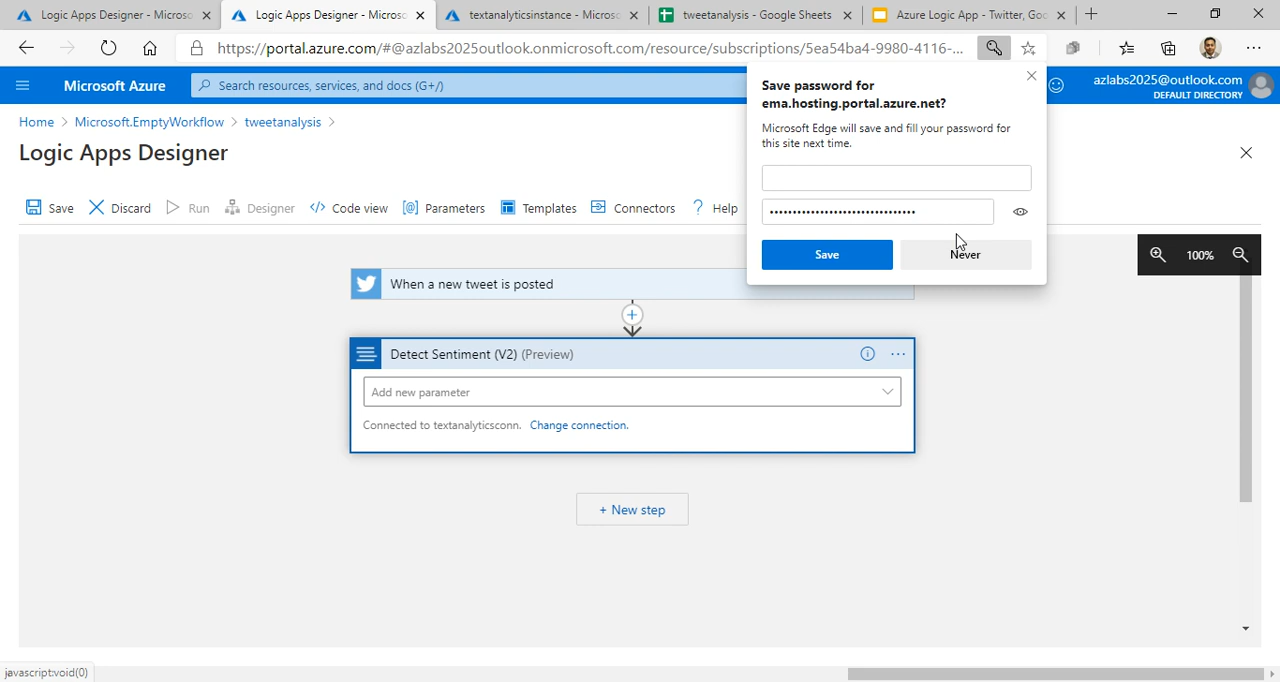 Logic Apps Designer - Microso
Logic Apps Designer - Microso
textanalyticsinstance - Microso
tweetanalysis - Google Sheets
Azure Logic App - Twitter, Goo
https://portal.azure.com/#@azlabs2025outlook.onmicrosoft.com/resource/subscriptions/5ea54ba4-9980-4116-...
Microsoft Azure
Search resources, services, and docs (G+/)
azlabs2025@outlook.com
DEFAULT DIRECTORY
Home > Microsoft.EmptyWorkflow > tweetanalysis >
Logic Apps Designer
Save password for
ema.hosting.portal.azure.net?
Microsoft Edge will save and fill your password for
this site next time.
Save
Never
Save
Discard
Run
Designer
Code view
Parameters
Templates
Connectors
Help
100%
When a new tweet is posted
Detect Sentiment (V2) (Preview)
Add new parameter
Connected to textanalyticsconn. Change connection.
+ New step
javascript:void(0)